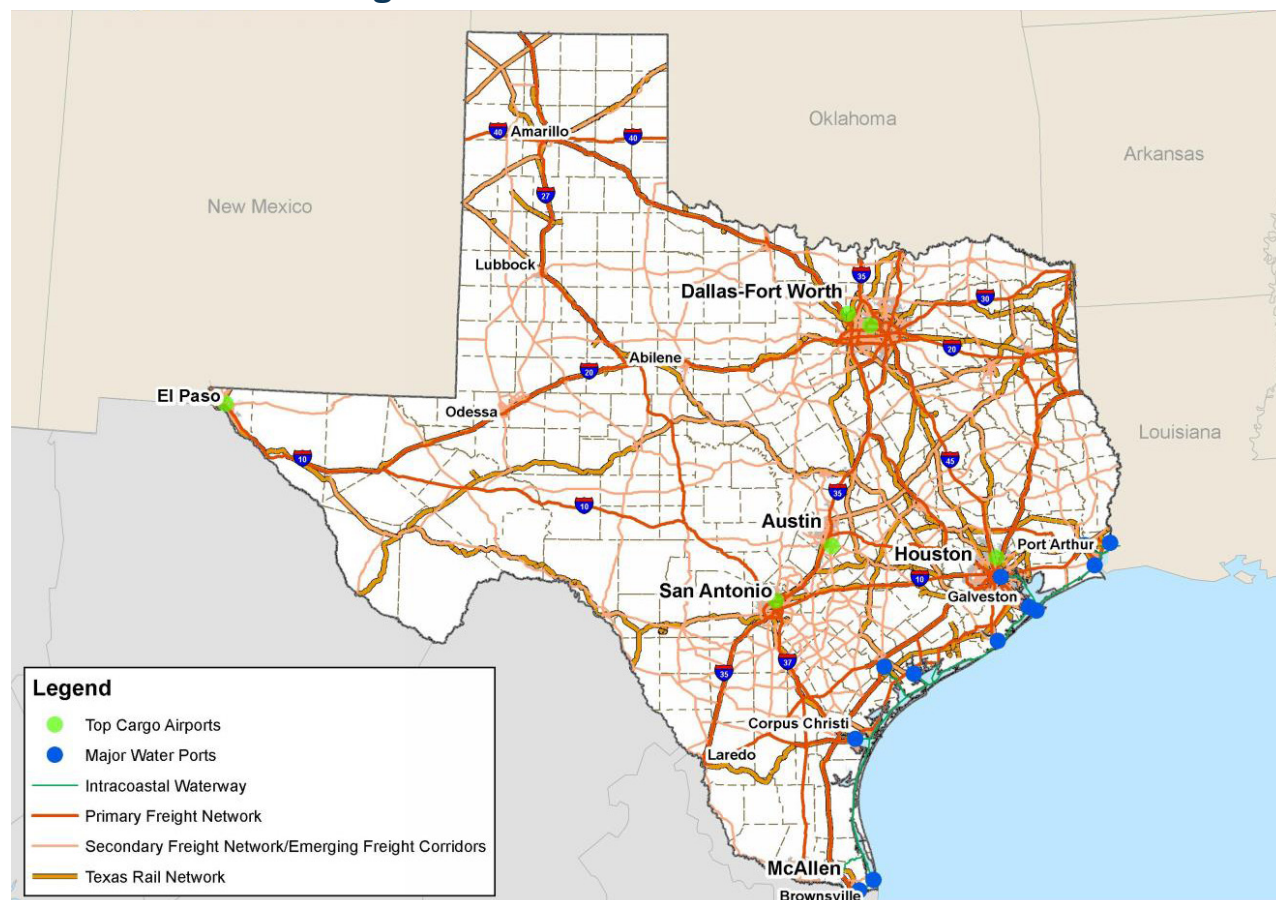 Oklahoma
Arkansas
New Mexico
Louisiana
40
Amarillo
40
27
Lubbock
35
Dallas-Fort Worth
30
20
Abilene
20
El Paso
Odessa
10
45
10
35
Austin
Houston
Port Arthur
10
San Antonio
Galveston
37
35
Corpus Christi
Laredo
McAllen
Brownsville
Legend
Top Cargo Airports
Major Water Ports
Intracoastal Waterway
Primary Freight Network
Secondary Freight Network/Emerging Freight Corridors
Texas Rail Network